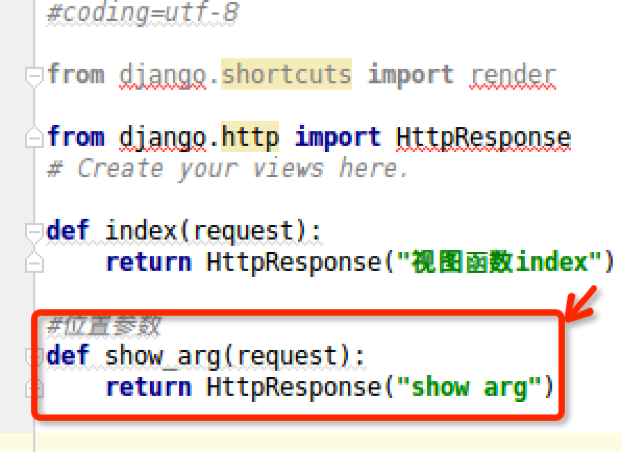 #coding=utf-8
from django.shortcuts import render
from django.http import HttpResponse
# Create your views here.
def index(request):
return HttpResponse("视图函数index")
#位置参数
def show_arg(request):
return HttpResponse("show arg")